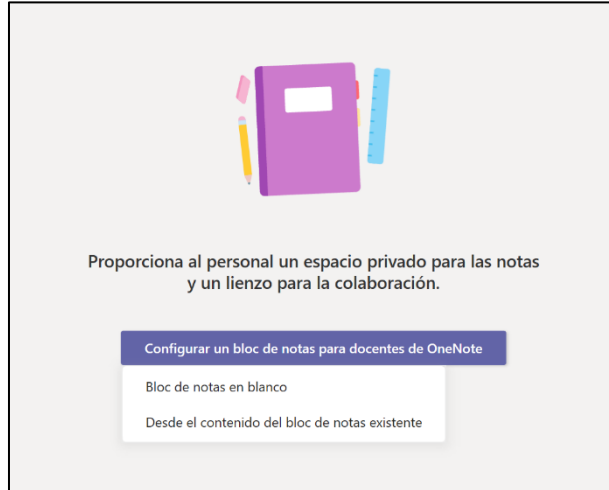 Proporciona al personal un espacio privado para las notas
y un lienzo para la colaboración.
Configurar un bloc de notas para docentes de OneNote
Bloc de notas en blanco
Desde el contenido del bloc de notas existente